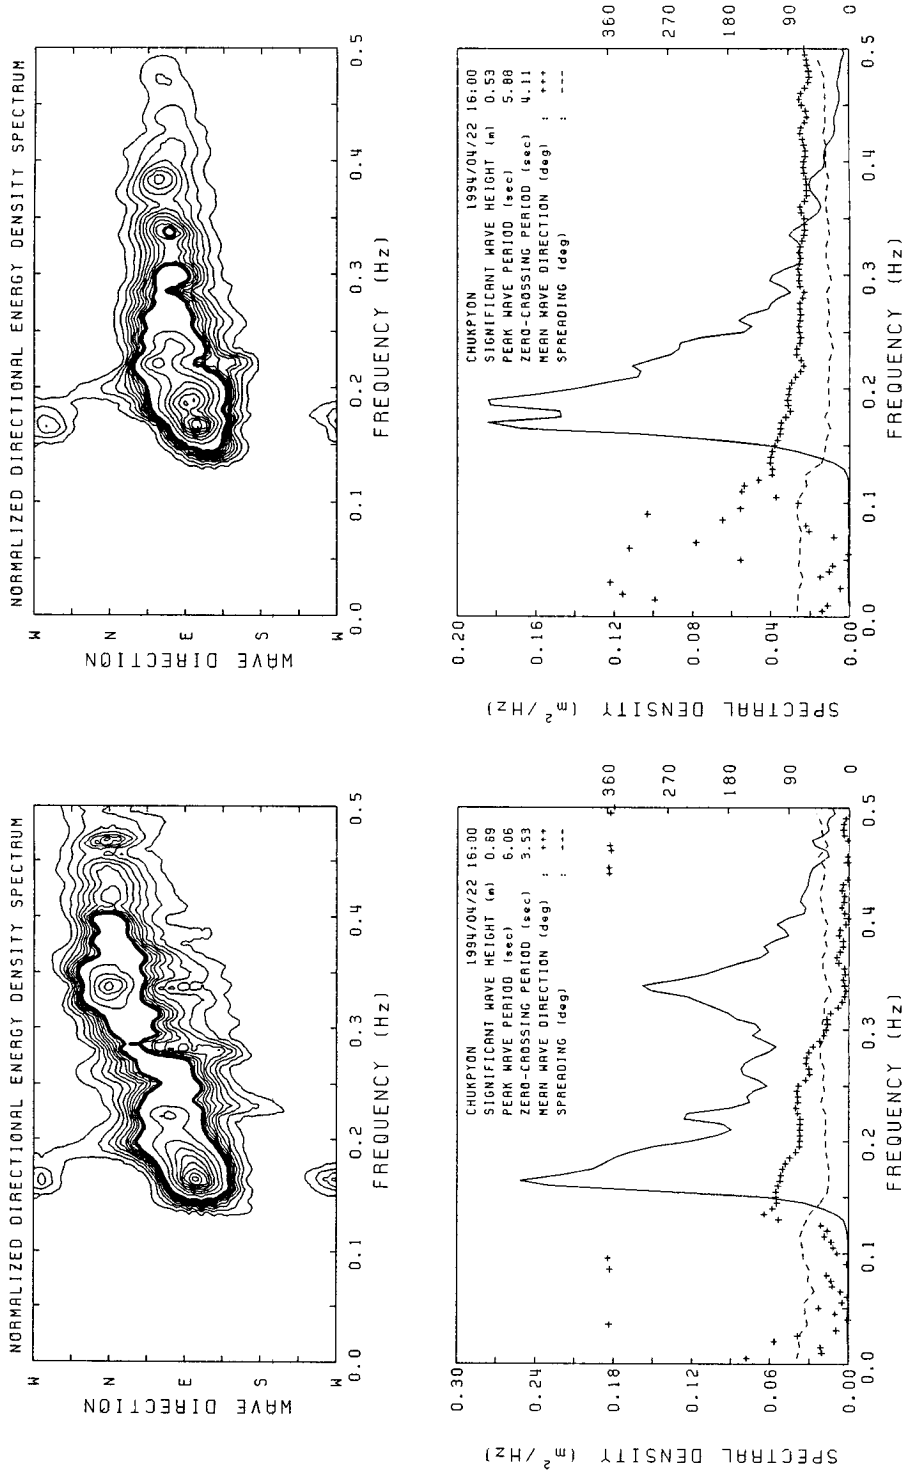 NORMALIZED DIRECTIONAL ENERGY DENSITY SPECTRUM
W
N
E
S
W
WAVE DIRECTION
0.0 0.1 0.2 0.3 0.4 0.5
FREQUENCY (Hz)
CHUKPYON 1994/04/22 16:00
SIGNIFICANT WAVE HEIGHT (m) 0.69
PEAK WAVE PERIOD (sec) 6.06
ZERO-CROSSING PERIOD (sec) 3.53
MEAN WAVE DIRECTION (deg) : +++
SPREADING (deg) : ---
0.30
0.24
0.18
0.12
0.06
0.00
SPECTRAL DENSITY (m²/Hz)
360
270
180
90
0
0.0 0.1 0.2 0.3 0.4 0.5
FREQUENCY (Hz)
NORMALIZED DIRECTIONAL ENERGY DENSITY SPECTRUM
W
N
E
S
W
WAVE DIRECTION
0.0 0.1 0.2 0.3 0.4 0.5
FREQUENCY (Hz)
CHUKPYON 1994/04/22 16:00
SIGNIFICANT WAVE HEIGHT (m) 0.53
PEAK WAVE PERIOD (sec) 5.88
ZERO-CROSSING PERIOD (sec) 4.11
MEAN WAVE DIRECTION (deg) : +++
SPREADING (deg) : ---
0.20
0.16
0.12
0.08
0.04
0.00
SPECTRAL DENSITY (m²/Hz)
360
270
180
90
0
0.0 0.1 0.2 0.3 0.4 0.5
FREQUENCY (Hz)